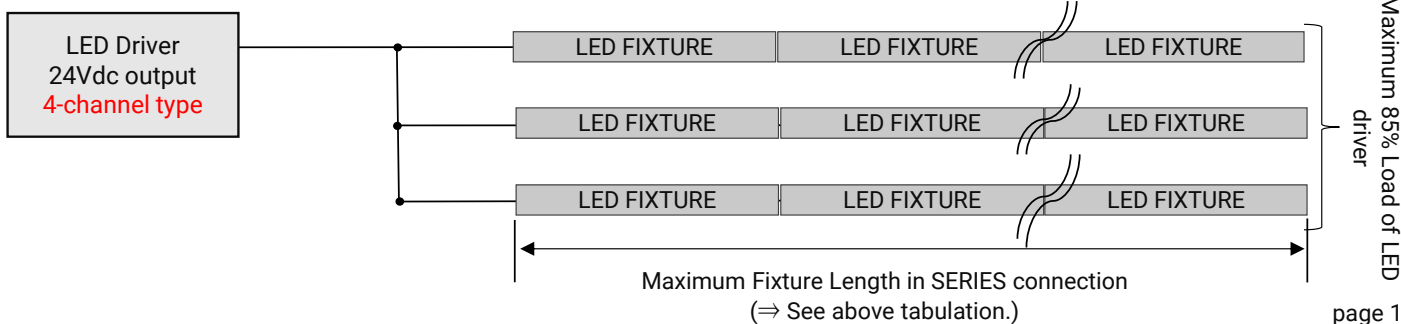 LED Driver
24Vdc output
4-channel type
LED FIXTURE
LED FIXTURE
LED FIXTURE
LED FIXTURE
LED FIXTURE
LED FIXTURE
LED FIXTURE
LED FIXTURE
LED FIXTURE
Maximum Fixture Length in SERIES connection
(⇒ See above tabulation.)
Maximum 85% Load of LED
driver
page 1